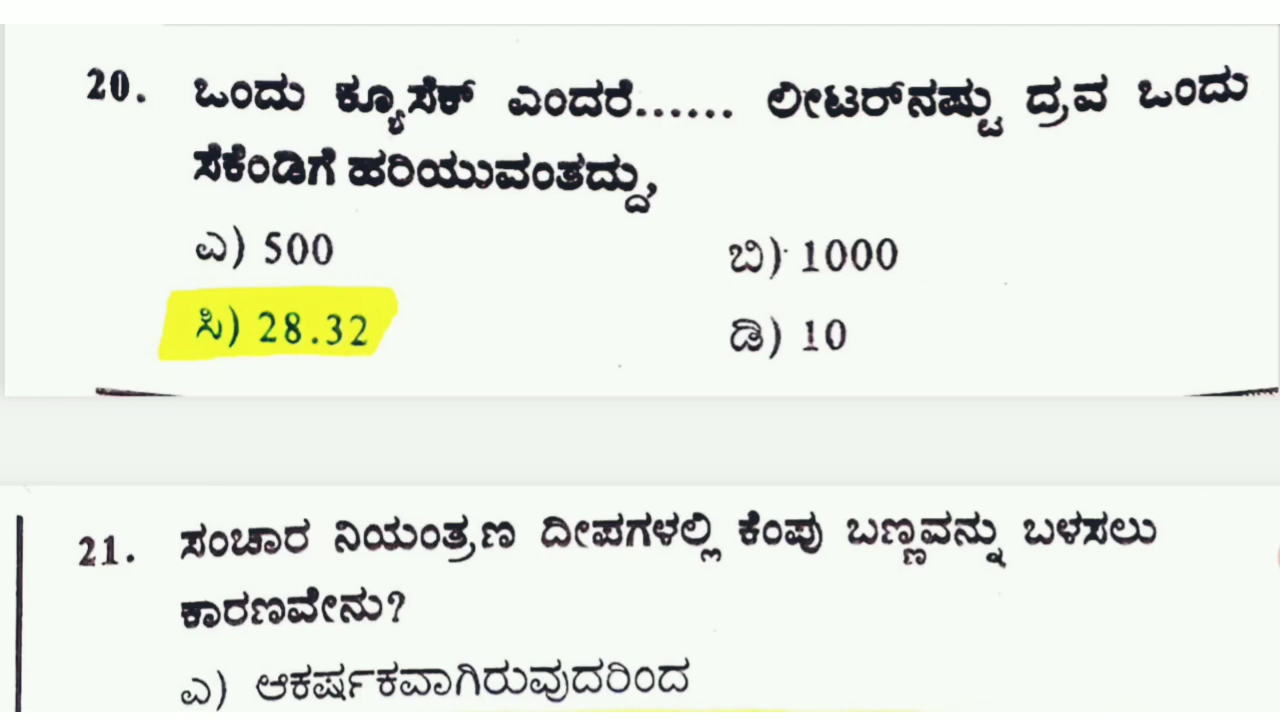 20. ಒಂದು ಕ್ಯೂಸೆಕ್ ಎಂದರೆ...... ಲೀಟರ್‌ನಷ್ಟು ದ್ರವ ಒಂದು
ಸೆಕೆಂಡಿಗೆ ಹರಿಯುವಂತದ್ದು,
ಎ) 500 ಬಿ) 1000
ಸಿ) 28.32 ಡಿ) 10
21. ಸಂಚಾರ ನಿಯಂತ್ರಣ ದೀಪಗಳಲ್ಲಿ ಕೆಂಪು ಬಣ್ಣವನ್ನು ಬಳಸಲು
ಕಾರಣವೇನು?
ಎ) ಆಕರ್ಷಕವಾಗಿರುವುದರಿಂದ